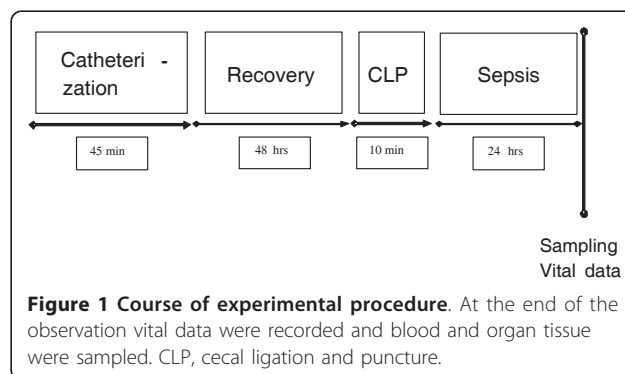 Catheteri -
zation
Recovery
CLP
Sepsis
45 min
48 hrs
10 min
24 hrs
Sampling
Vital data
Figure 1 Course of experimental procedure. At the end of the
observation vital data were recorded and blood and organ tissue
were sampled. CLP, cecal ligation and puncture.